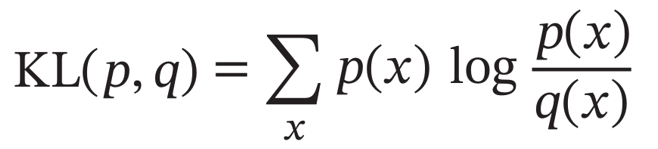 KL(p, q) = ∑ₓ p(x) log p(x)/q(x)